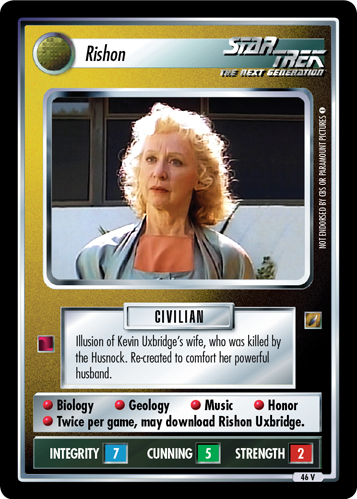 Rishon
STAR TREK
THE NEXT GENERATION
NOT ENDORSED BY CBS OR PARAMOUNT PICTURES
CIVILIAN
Illusion of Kevin Uxbridge's wife, who was killed by
the Husnock. Re-created to comfort her powerful
husband.
• Biology • Geology • Music • Honor
• Twice per game, may download Rishon Uxbridge.
INTEGRITY 7 CUNNING 5 STRENGTH 2
46 V